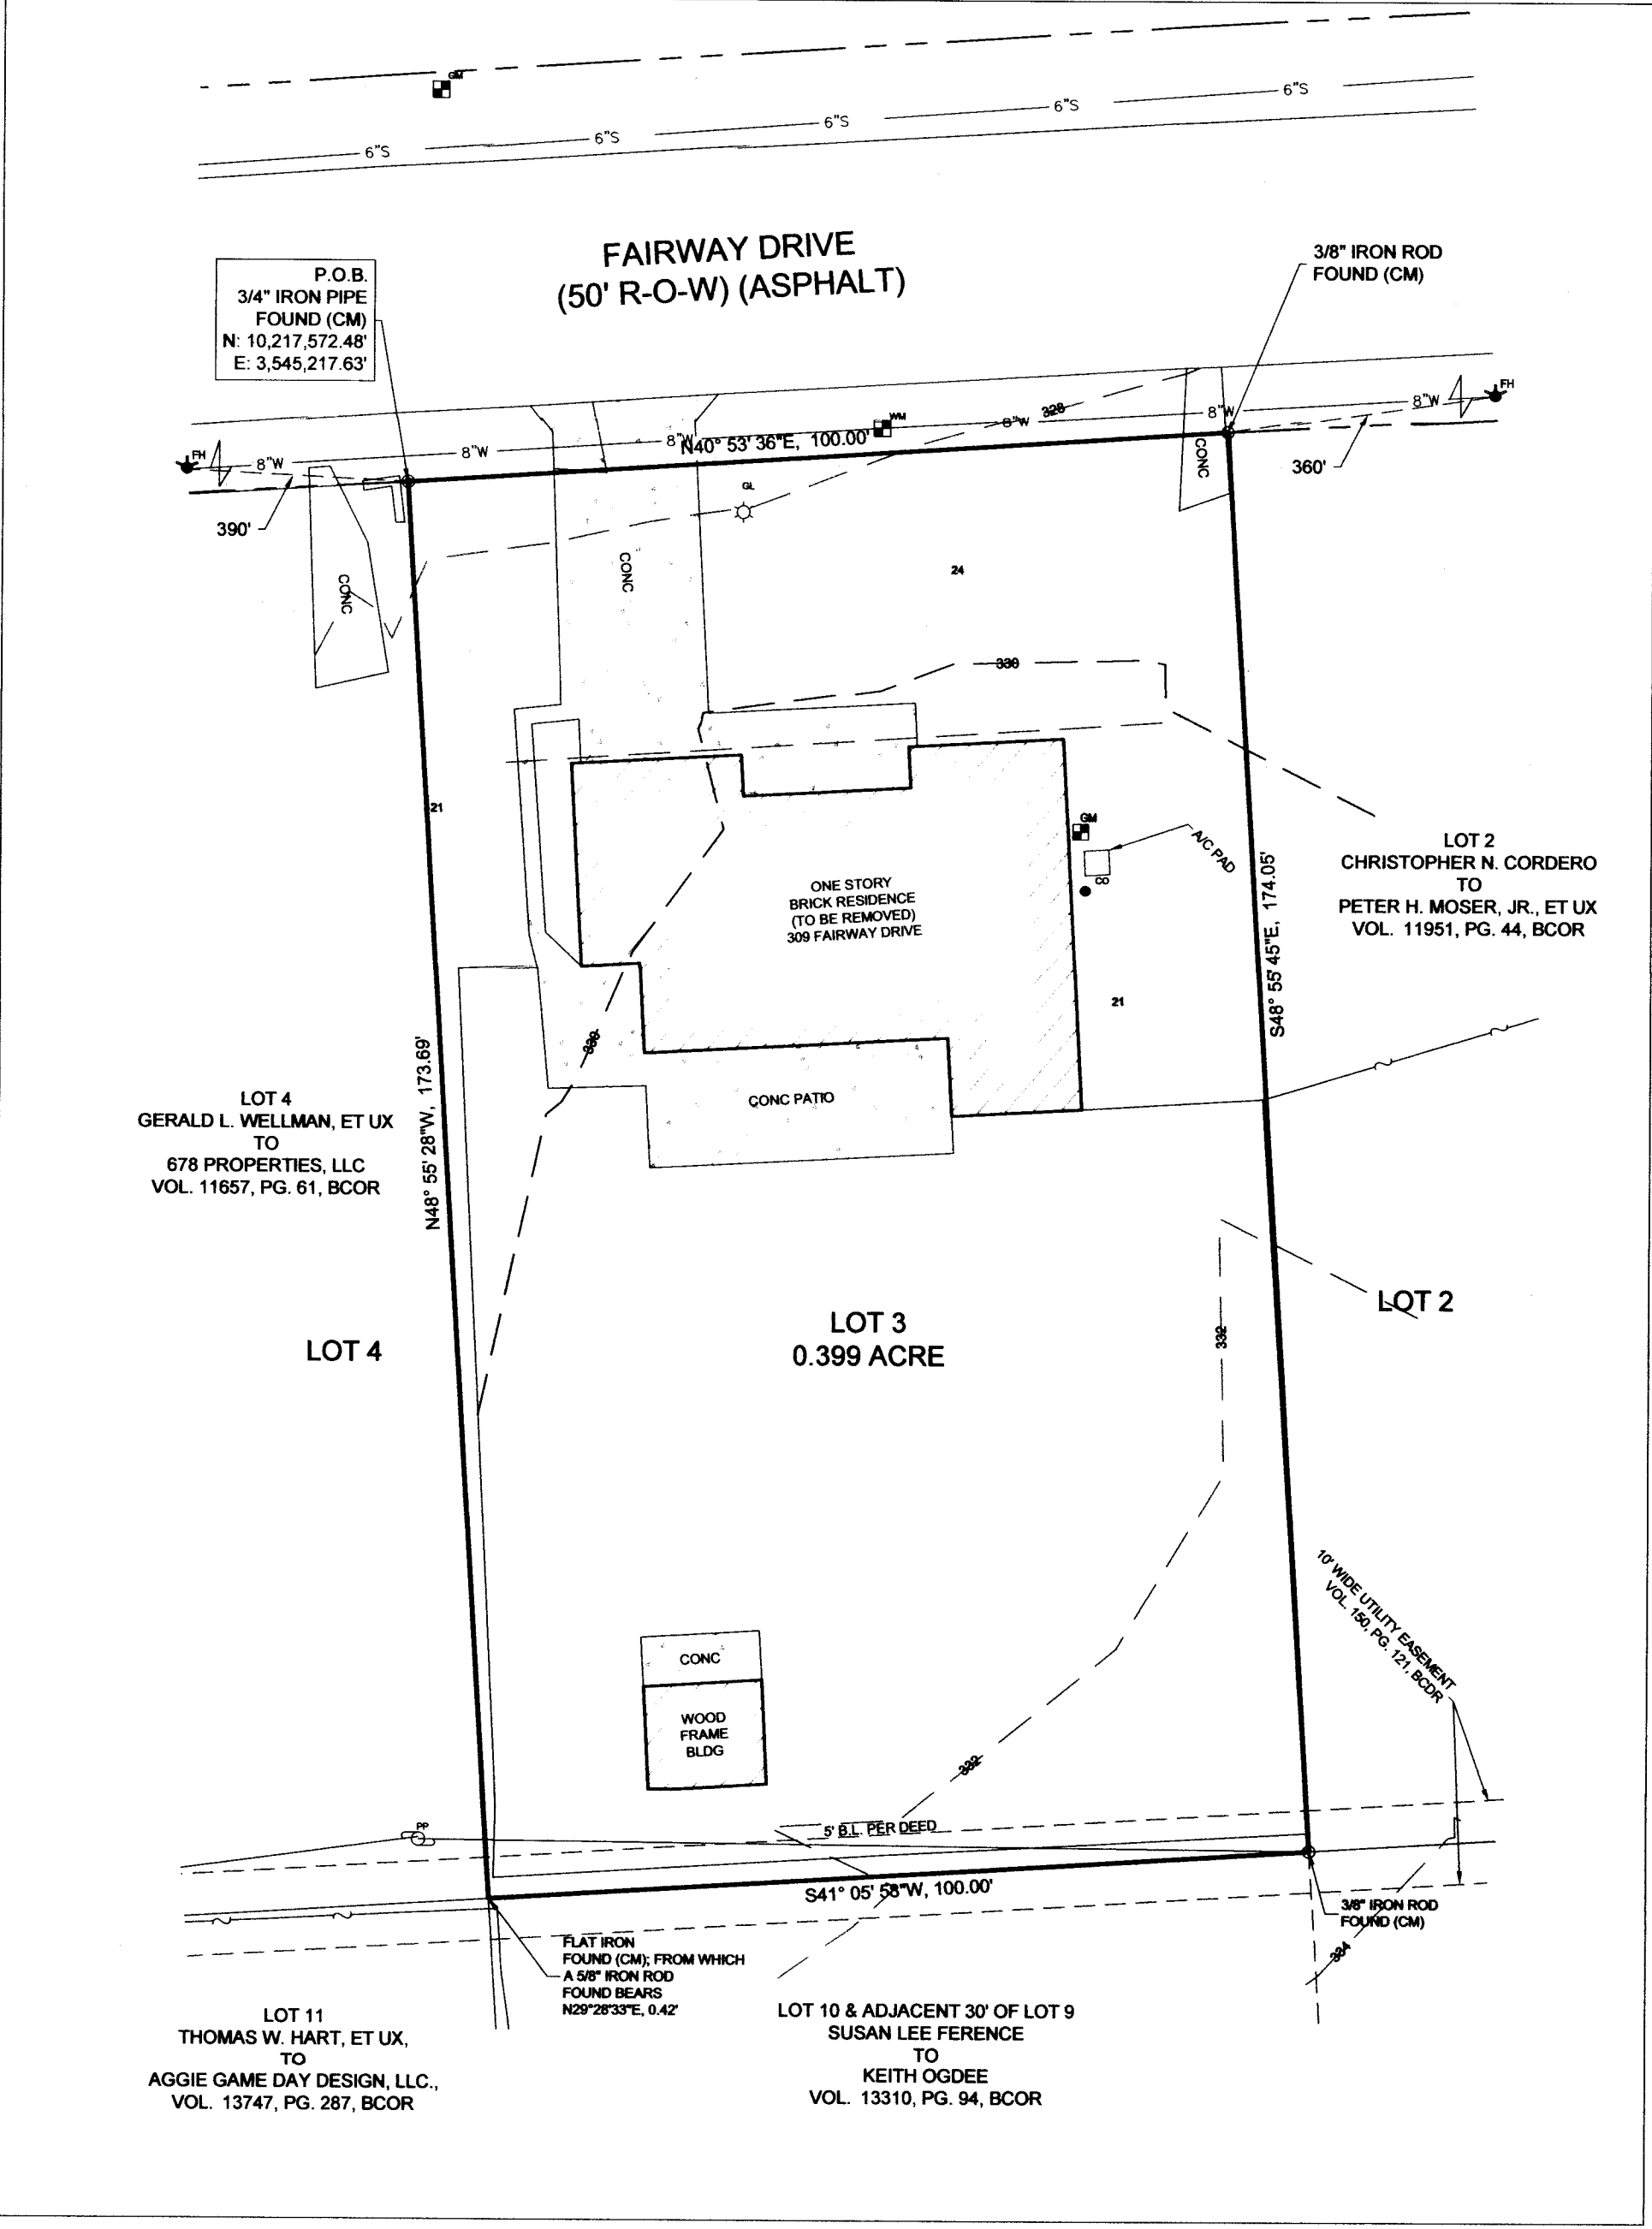 GM
6"S
6"S
6"S
6"S
6"S
FAIRWAY DRIVE
(50' R-O-W) (ASPHALT)
P.O.B.
3/4" IRON PIPE
FOUND (CM)
N: 10,217,572.48'
E: 3,545,217.63'
3/8" IRON ROD
FOUND (CM)
FH
8"W
8"W
8"W
WM
8"W
328
8"W
8"W
FH
N40° 53' 36"E, 100.00'
390'
360'
CONC
CONC
CONC
GL
24
330
21
GM
A/C PAD
CO
ONE STORY
BRICK RESIDENCE
(TO BE REMOVED)
309 FAIRWAY DRIVE
LOT 2
CHRISTOPHER N. CORDERO
TO
PETER H. MOSER, JR., ET UX
VOL. 11951, PG. 44, BCOR
S48° 55' 45"E, 174.05'
21
330
CONC PATIO
N48° 55' 28"W, 173.69'
LOT 4
GERALD L. WELLMAN, ET UX
TO
678 PROPERTIES, LLC
VOL. 11657, PG. 61, BCOR
LOT 4
LOT 3
0.399 ACRE
332
LOT 2
10' WIDE UTILITY EASEMENT
VOL. 150, PG. 121, BCDR
CONC
WOOD
FRAME
BLDG
332
PP
5' B.L. PER DEED
S41° 05' 58"W, 100.00'
3/8" IRON ROD
FOUND (CM)
334
FLAT IRON
FOUND (CM); FROM WHICH
A 5/8" IRON ROD
FOUND BEARS
N29°28'33"E, 0.42'
LOT 11
THOMAS W. HART, ET UX,
TO
AGGIE GAME DAY DESIGN, LLC.,
VOL. 13747, PG. 287, BCOR
LOT 10 & ADJACENT 30' OF LOT 9
SUSAN LEE FERENCE
TO
KEITH OGDEE
VOL. 13310, PG. 94, BCOR